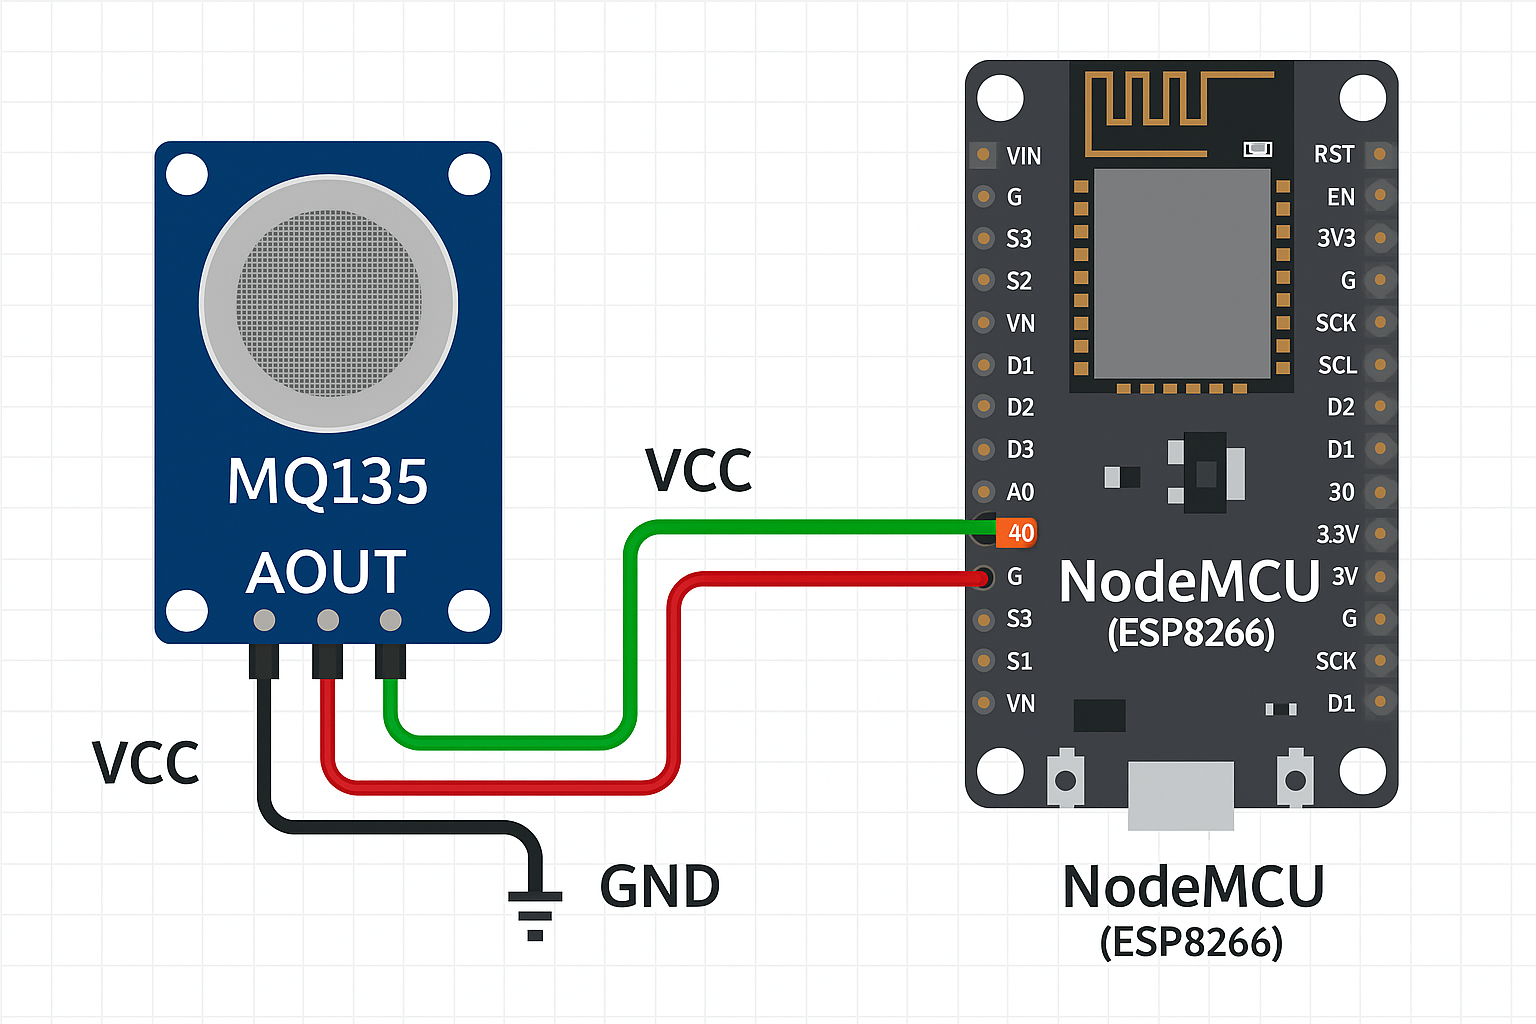 MQ135
AOUT
VCC
VCC
GND
VIN
G
S3
S2
VN
D1
D2
D3
A0
40
G
S3
S1
VN
RST
EN
3V3
G
SCK
SCL
D2
D1
30
3.3V
3V
G
SCK
D1
NodeMCU
(ESP8266)
NodeMCU
(ESP8266)